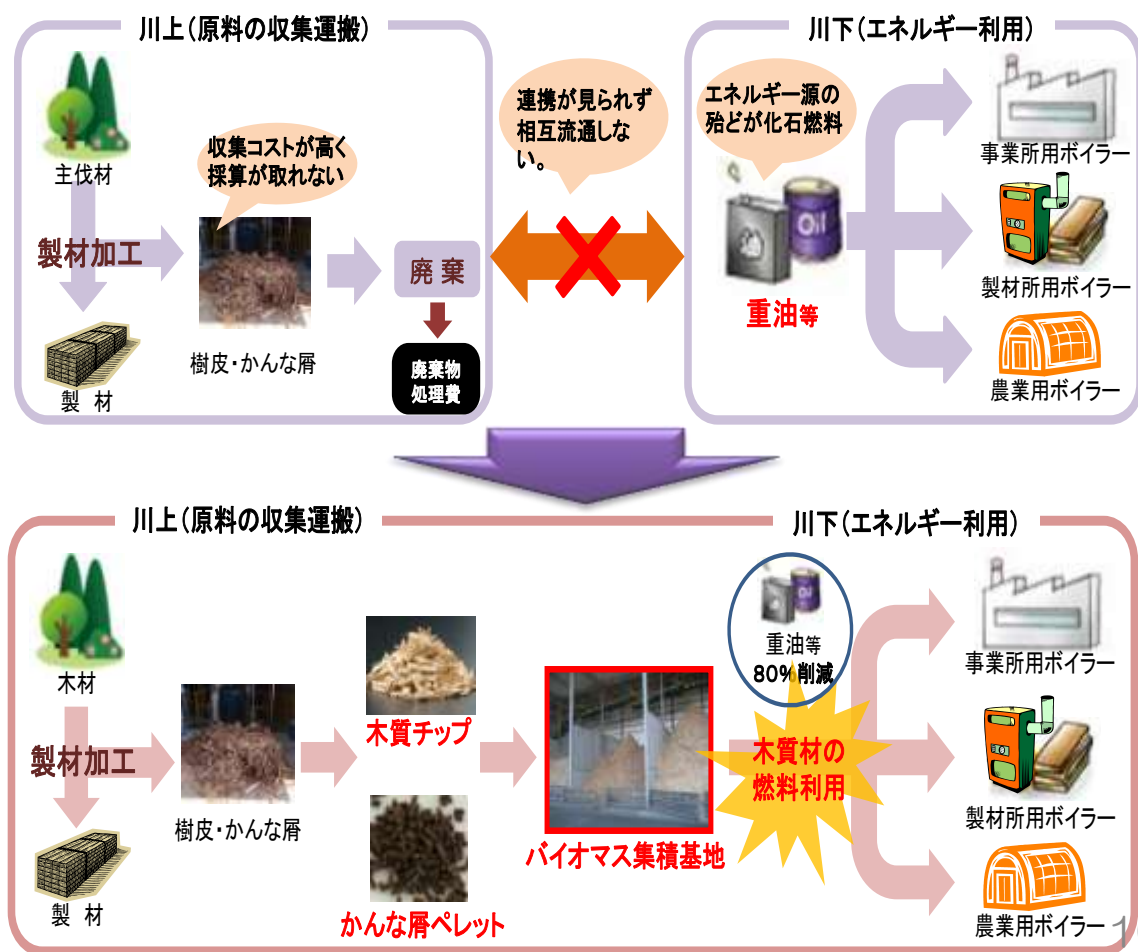 川上(原料の収集運搬)
川下(エネルギー利用)
主伐材
収集コストが高く
採算が取れない
連携が見られず
相互流通しな
い。
エネルギー源の
殆どが化石燃料
製材加工
樹皮・かんな屑
廃 棄
廃棄物
処理費
製 材
Oil
重油等
事業所用ボイラー
製材所用ボイラー
農業用ボイラー
川上(原料の収集運搬)
川下(エネルギー利用)
木材
製材加工
樹皮・かんな屑
製 材
木質チップ
かんな屑ペレット
バイオマス集積基地
Oil
重油等
80%削減
木質材の
燃料利用
事業所用ボイラー
製材所用ボイラー
農業用ボイラー
1